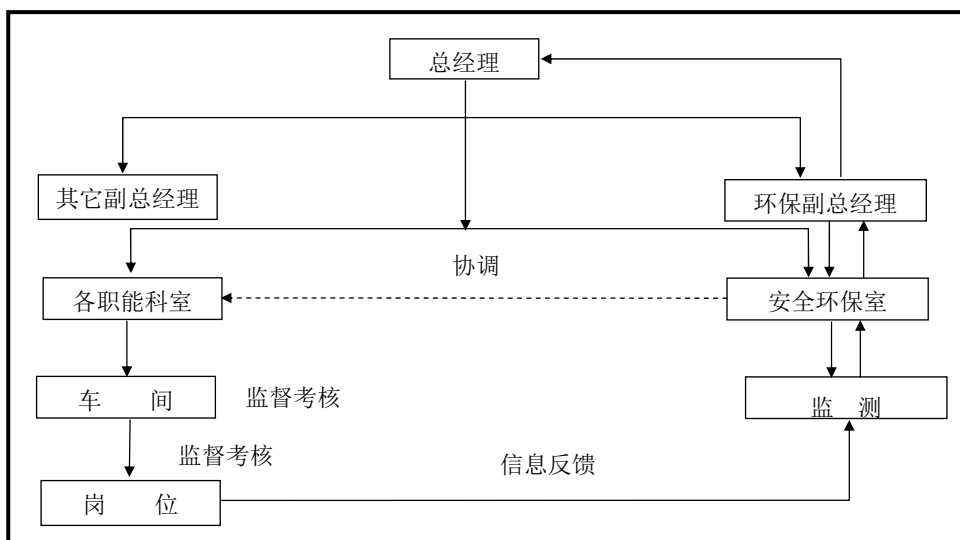 总经理
其它副总经理
环保副总经理
协调
各职能科室
安全环保室
车 间
监督考核
监 测
监督考核
信息反馈
岗 位